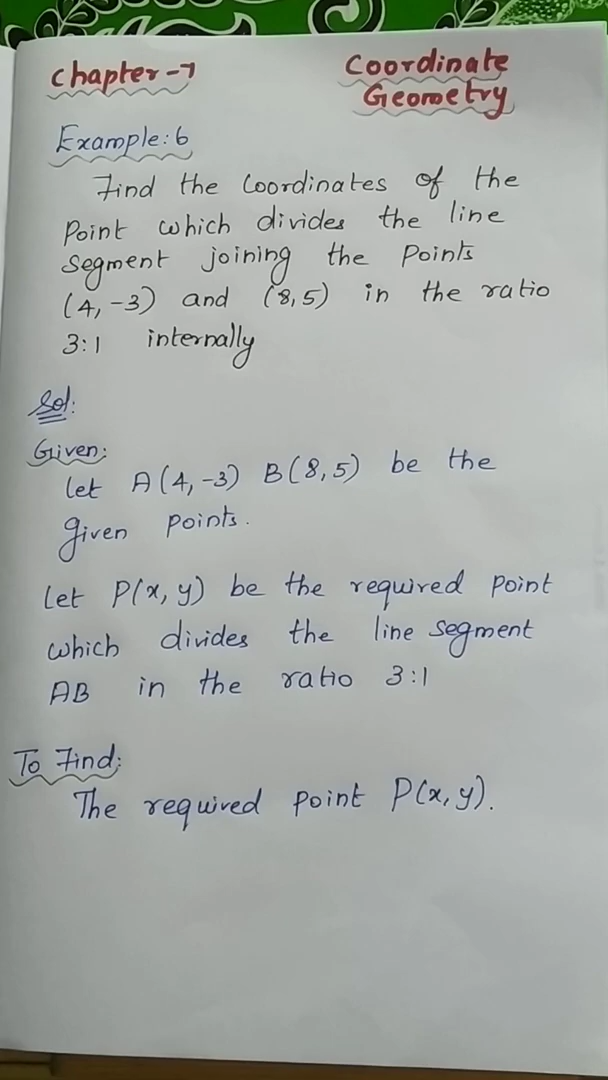 Chapter-7
Coordinate
Geometry
Example:6
Find the Coordinates of the
Point which divides the line
Segment joining the Points
(4,-3) and (8,5) in the ratio
3:1 internally
Sol:
Given:
Let A(4,-3) B(8,5) be the
given points.
Let P(x,y) be the required point
which divides the line segment
AB in the ratio 3:1
To Find:
The required point P(x,y).